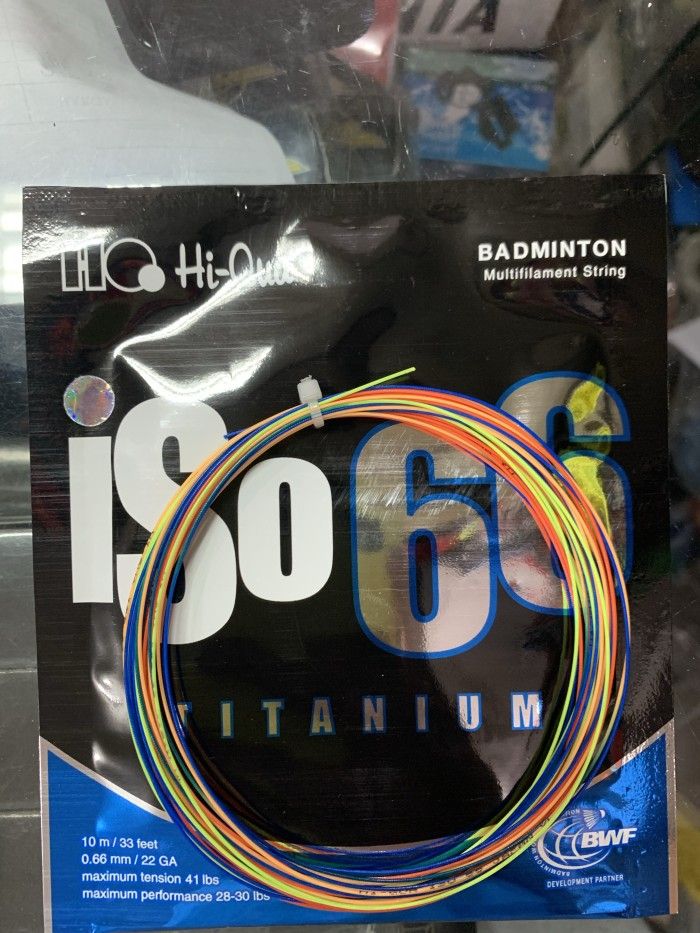 HQ
BADMINTON
Multifilament String
iSo 66
TITANIUM
10 m / 33 feet
0.66 mm / 22 GA
maximum tension 41 lbs
maximum performance 28-30 lbs
BWF
DEVELOPMENT PARTNER